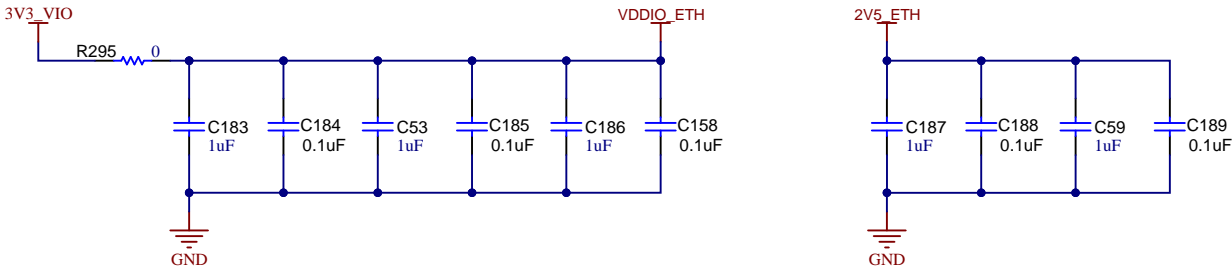 3V3_VIO
VDDIO_ETH
2V5_ETH
R295 0
C183
1uF
C184
0.1uF
C53
1uF
C185
0.1uF
C186
1uF
C158
0.1uF
C187
1uF
C188
0.1uF
C59
1uF
C189
0.1uF
GND
GND